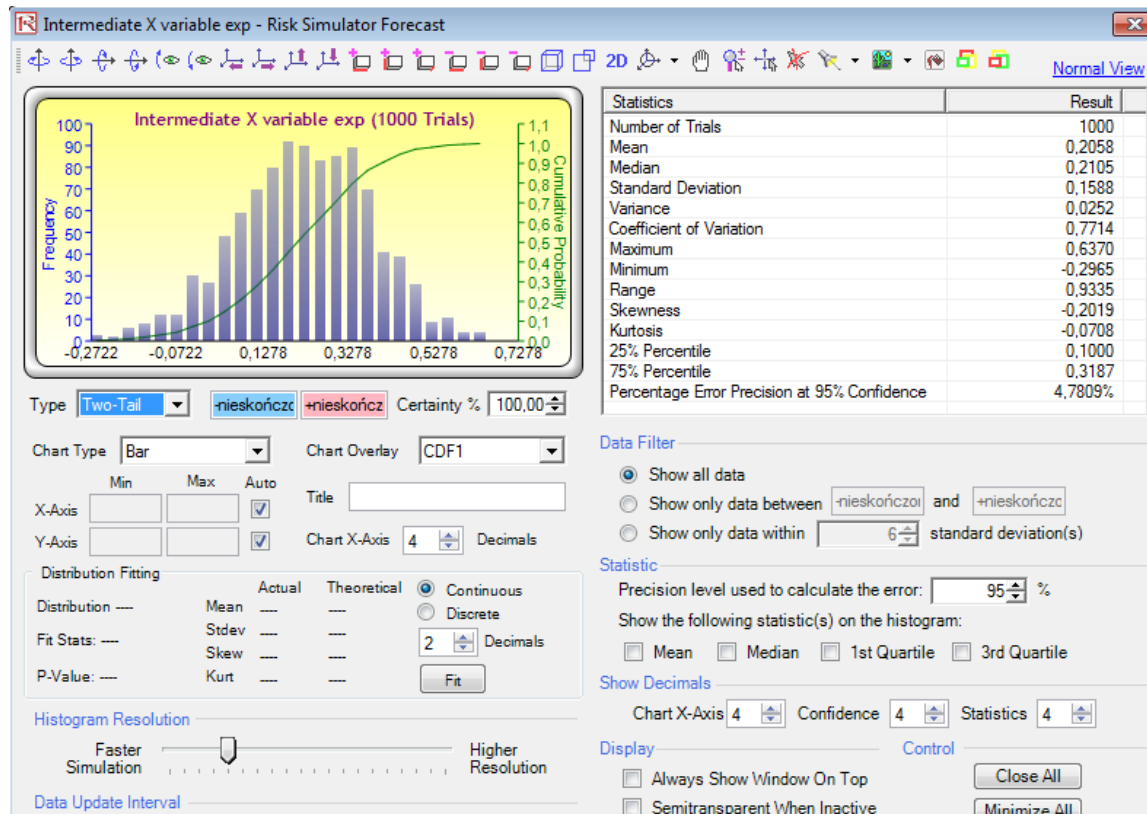 Intermediate X variable exp - Risk Simulator Forecast
2D
Normal View
Intermediate X variable exp (1000 Trials)
Frequency
100
90
80
70
60
50
40
30
20
10
0
-0,2722 -0,0722 0,1278 0,3278 0,5278 0,7278
1,1
1,0
0,9
0,8
0,7
0,6
0,5
0,4
0,3
0,2
0,1
0,0
Cumulative Probability
Statistics Result
Number of Trials 1000
Mean 0,2058
Median 0,2105
Standard Deviation 0,1588
Variance 0,0252
Coefficient of Variation 0,7714
Maximum 0,6370
Minimum -0,2965
Range 0,9335
Skewness -0,2019
Kurtosis -0,0708
25% Percentile 0,1000
75% Percentile 0,3187
Percentage Error Precision at 95% Confidence 4,7809%
Type Two-Tail -nieskończc +nieskończ Certainty % 100,00
Chart Type Bar Chart Overlay CDF1
Min Max Auto
X-Axis
Y-Axis
Title
Chart X-Axis 4 Decimals
Distribution Fitting
Actual Theoretical
Distribution ---- Mean ---- ----
Fit Stats: ---- Stdev ---- ----
Skew ---- ----
P-Value: ---- Kurt ---- ----
Continuous
Discrete
2 Decimals
Fit
Histogram Resolution
Faster Simulation
Higher Resolution
Data Update Interval
Data Filter
Show all data
Show only data between -nieskończoı and +nieskończc
Show only data within 6 standard deviation(s)
Statistic
Precision level used to calculate the error: 95 %
Show the following statistic(s) on the histogram:
Mean Median 1st Quartile 3rd Quartile
Show Decimals
Chart X-Axis 4 Confidence 4 Statistics 4
Display Control
Always Show Window On Top Close All
Semitransparent When Inactive Minimize All